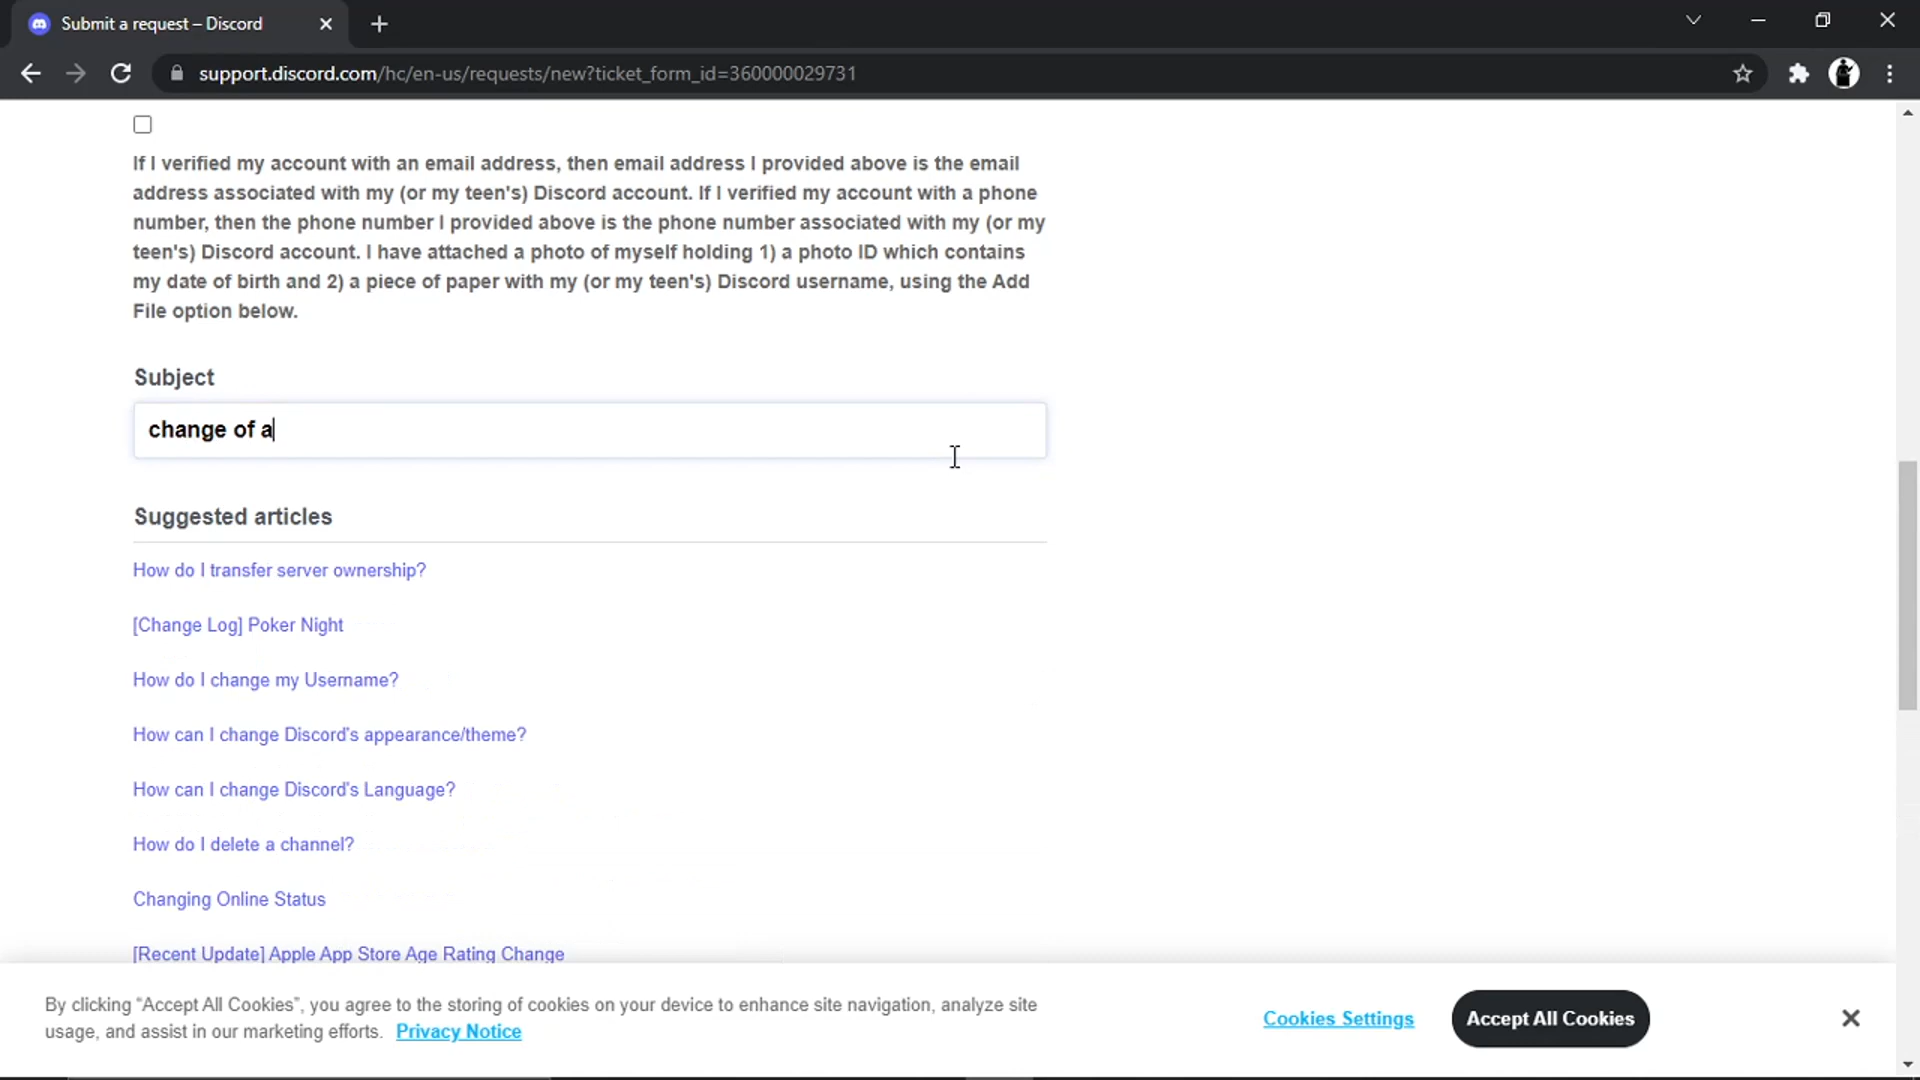 Submit a request – Discord
support.discord.com/hc/en-us/requests/new?ticket_form_id=360000029731
If I verified my account with an email address, then email address I provided above is the email
address associated with my (or my teen's) Discord account. If I verified my account with a phone
number, then the phone number I provided above is the phone number associated with my (or my
teen's) Discord account. I have attached a photo of myself holding 1) a photo ID which contains
my date of birth and 2) a piece of paper with my (or my teen's) Discord username, using the Add
File option below.
Subject
change of a
Suggested articles
How do I transfer server ownership?
[Change Log] Poker Night
How do I change my Username?
How can I change Discord's appearance/theme?
How can I change Discord's Language?
How do I delete a channel?
Changing Online Status
[Recent Update] Apple App Store Age Rating Change
By clicking “Accept All Cookies”, you agree to the storing of cookies on your device to enhance site navigation, analyze site
usage, and assist in our marketing efforts. Privacy Notice
Cookies Settings
Accept All Cookies